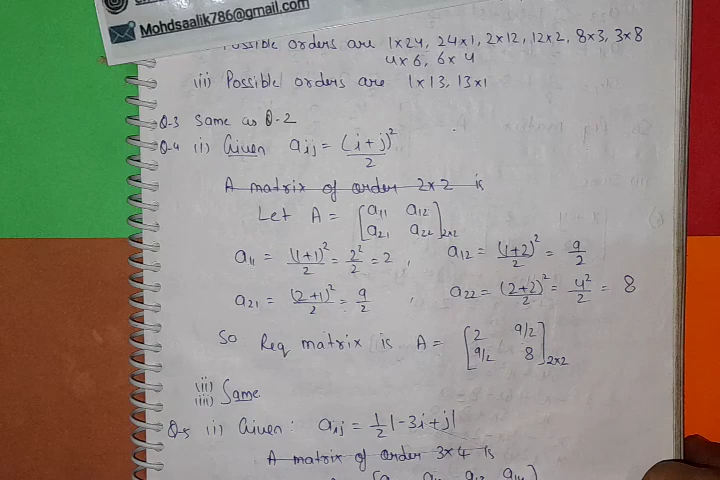 Mohdsaalik786@gmail.com
Possible orders are 1×24, 24×1, 2×12, 12×2, 8×3, 3×8
4×6, 6×4
(ii) Possible orders are 1×13, 13×1
Q-3 Same as Q-2
Q-4 (i) Given aij = (i+j)²/2
A matrix of order 2×2 is
Let A = [a11 a12
a21 a22]2×2
a11 = (1+1)²/2 = 2²/2 = 2, a12 = (1+2)²/2 = 9/2
a21 = (2+1)²/2 = 9/2, a22 = (2+2)²/2 = 4²/2 = 8
So Req matrix is A = [2 9/2
9/2 8]2×2
(ii)
(iii) Same
Q-5 (i) Given: aij = 1/2|-3i+j|
A matrix of order 3×4 is